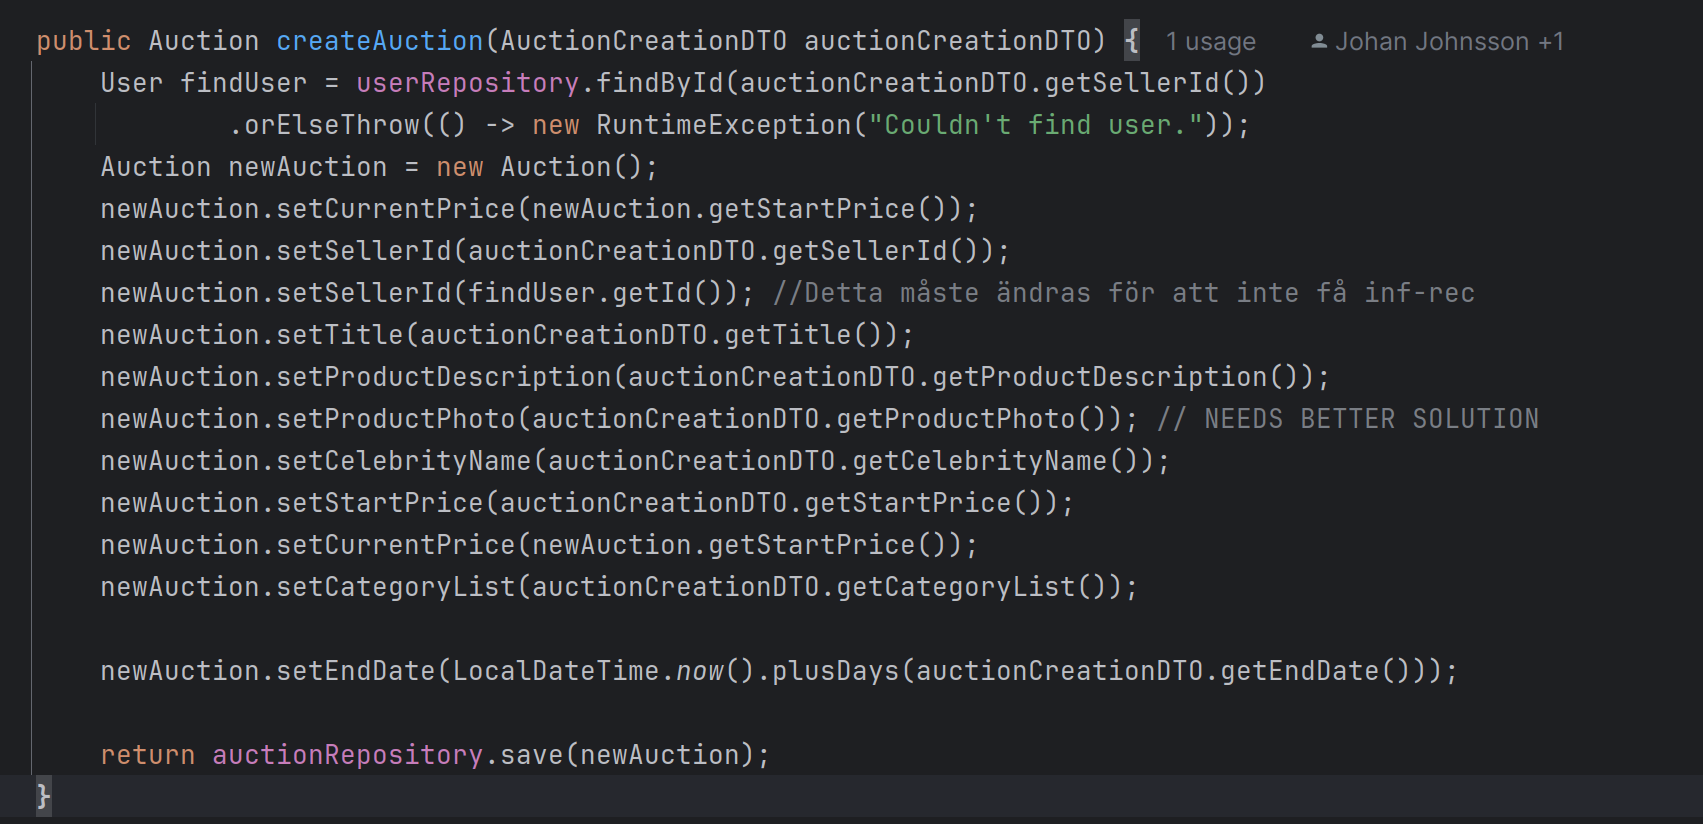 public Auction createAuction(AuctionCreationDTO auctionCreationDTO) { 1 usage Johan Johnsson +1
User findUser = userRepository.findById(auctionCreationDTO.getSellerId())
.orElseThrow(() -> new RuntimeException("Couldn't find user."));
Auction newAuction = new Auction();
newAuction.setCurrentPrice(newAuction.getStartPrice());
newAuction.setSellerId(auctionCreationDTO.getSellerId());
newAuction.setSellerId(findUser.getId()); //Detta måste ändras för att inte få inf-rec
newAuction.setTitle(auctionCreationDTO.getTitle());
newAuction.setProductDescription(auctionCreationDTO.getProductDescription());
newAuction.setProductPhoto(auctionCreationDTO.getProductPhoto()); // NEEDS BETTER SOLUTION
newAuction.setCelebrityName(auctionCreationDTO.getCelebrityName());
newAuction.setStartPrice(auctionCreationDTO.getStartPrice());
newAuction.setCurrentPrice(newAuction.getStartPrice());
newAuction.setCategoryList(auctionCreationDTO.getCategoryList());
newAuction.setEndDate(LocalDateTime.now().plusDays(auctionCreationDTO.getEndDate()));
return auctionRepository.save(newAuction);
}